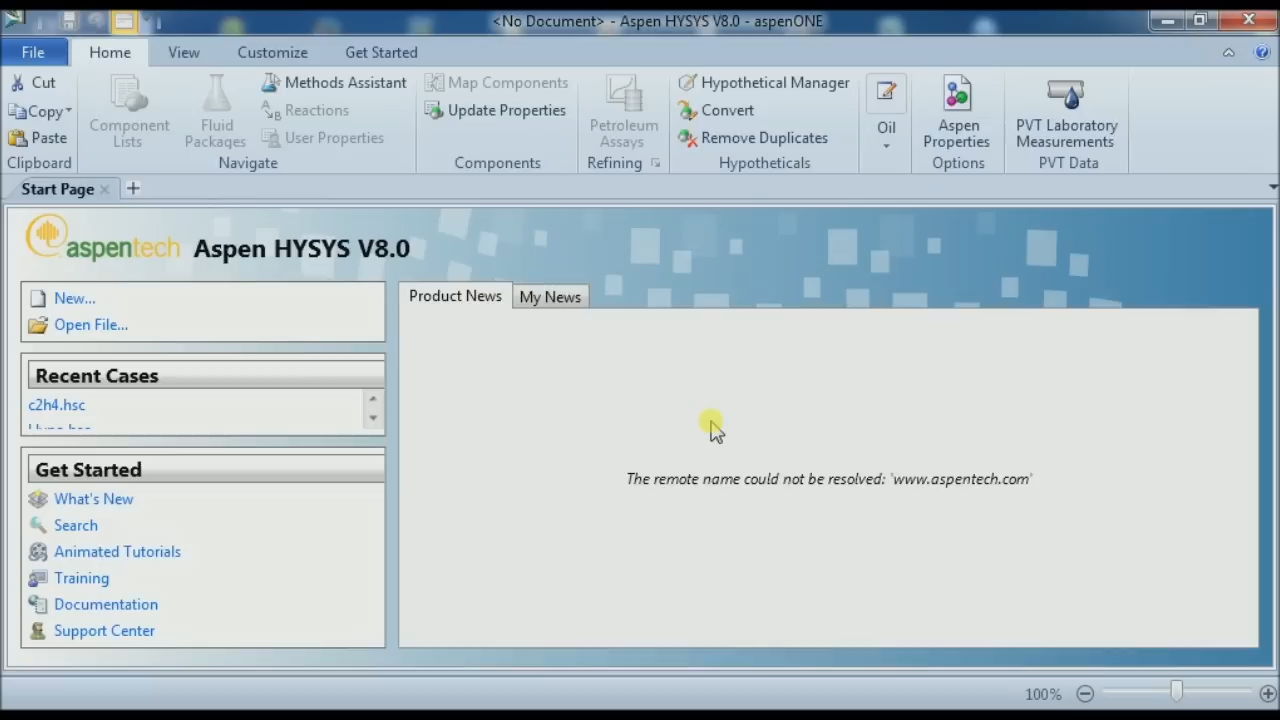 <No Document> - Aspen HYSYS V8.0 - aspenONE
File
Home
View
Customize
Get Started
Cut
Copy
Paste
Clipboard
Component
Lists
Fluid
Packages
Methods Assistant
Reactions
User Properties
Navigate
Map Components
Update Properties
Components
Petroleum
Assays
Refining
Hypothetical Manager
Convert
Remove Duplicates
Hypotheticals
Oil
Aspen
Properties
Options
PVT Laboratory
Measurements
PVT Data
Start Page
aspentech Aspen HYSYS V8.0
New...
Open File...
Recent Cases
c2h4.hsc
Get Started
What's New
Search
Animated Tutorials
Training
Documentation
Support Center
Product News
My News
The remote name could not be resolved: 'www.aspentech.com'
100%